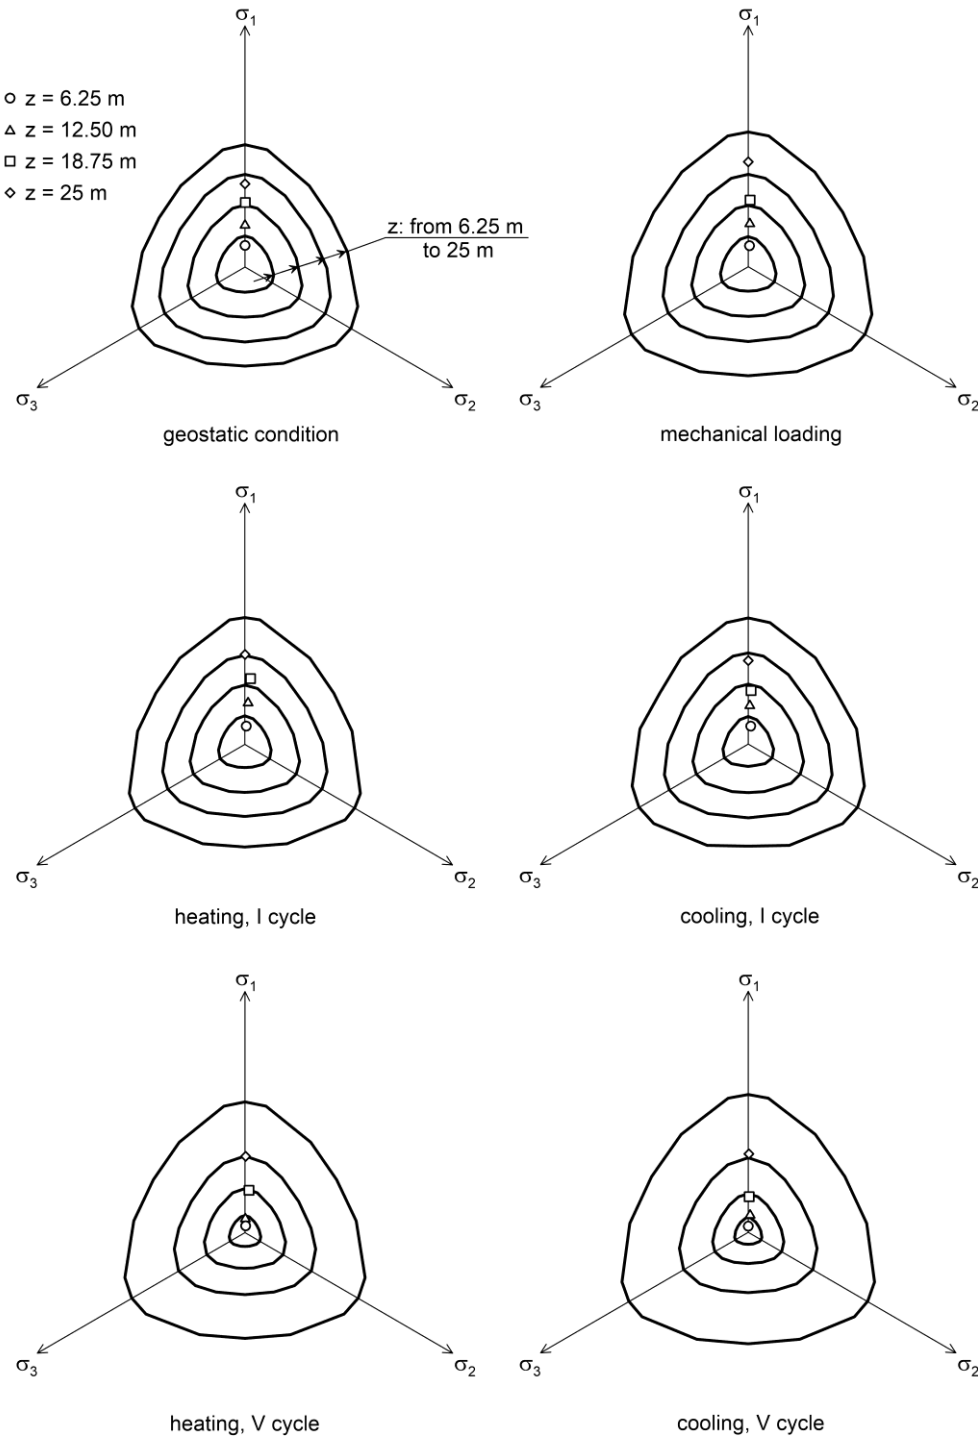 σ1
σ1
z = 6.25 m
z = 12.50 m
z = 18.75 m
z = 25 m
z: from 6.25 m
to 25 m
σ3
σ2
σ3
σ2
geostatic condition
mechanical loading
σ1
σ1
σ3
σ2
σ3
σ2
heating, I cycle
cooling, I cycle
σ1
σ1
σ3
σ2
σ3
σ2
heating, V cycle
cooling, V cycle